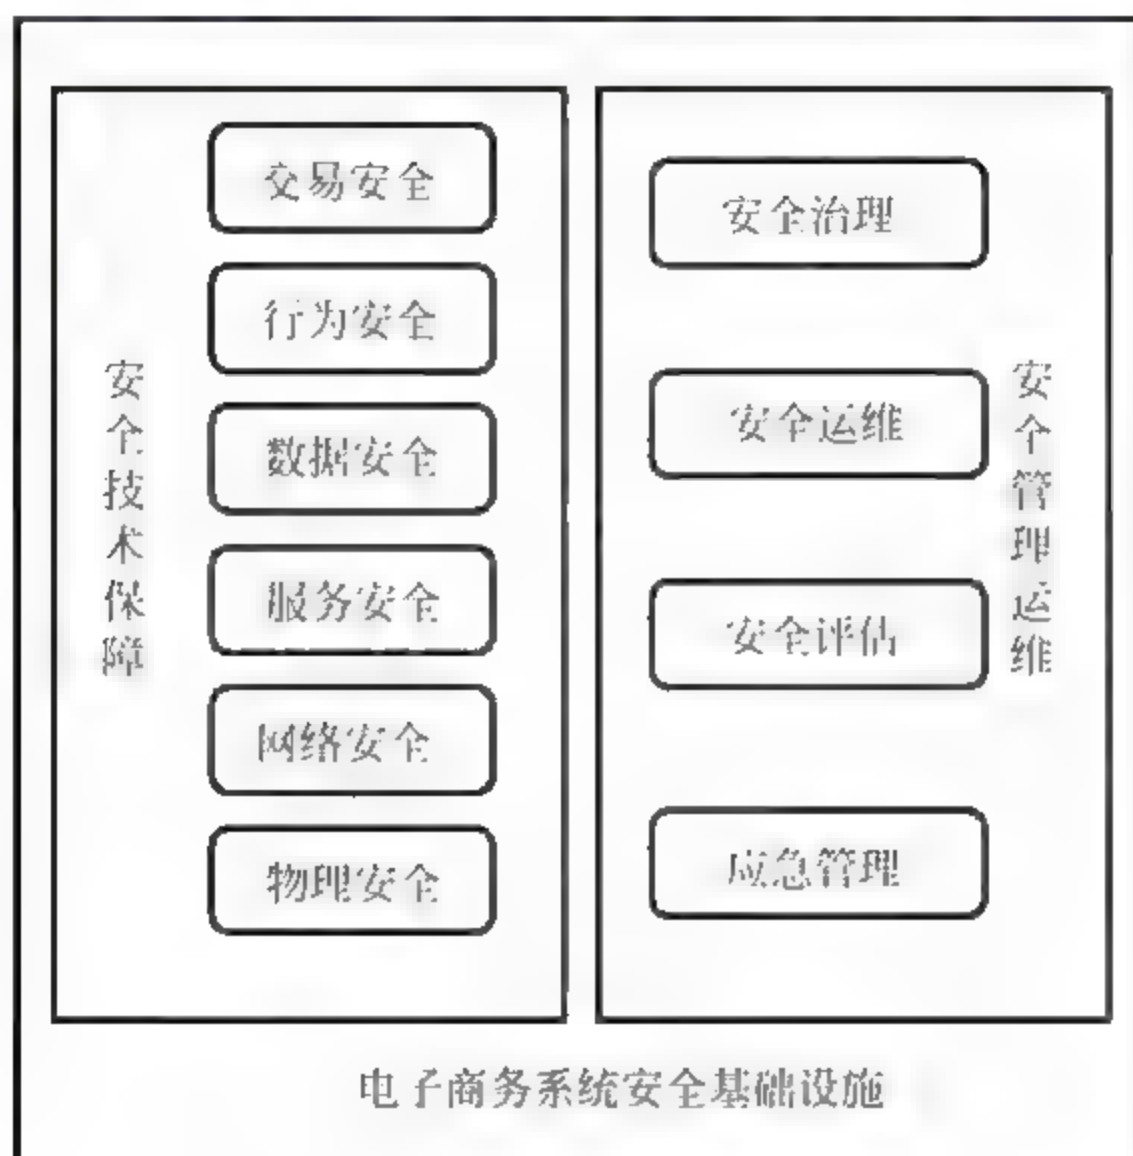 安全技术保障
交易安全
行为安全
数据安全
服务安全
网络安全
物理安全
安全治理
安全运维
安全评估
应急管理
安全管理运维
电子商务系统安全基础设施